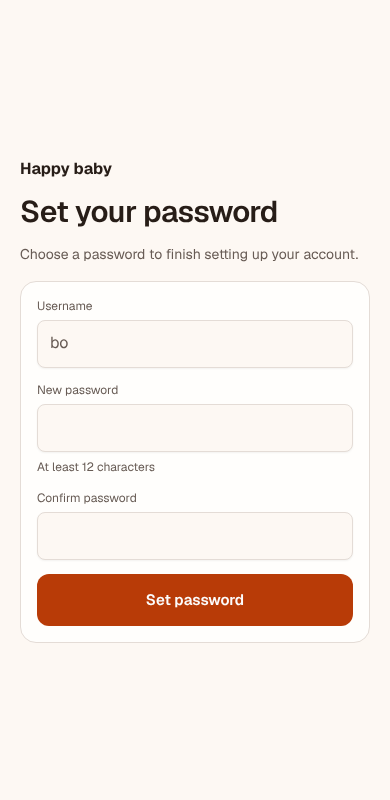 Happy baby
Set your password
Choose a password to finish setting up your account.
Username
bo
New password
At least 12 characters
Confirm password
Set password